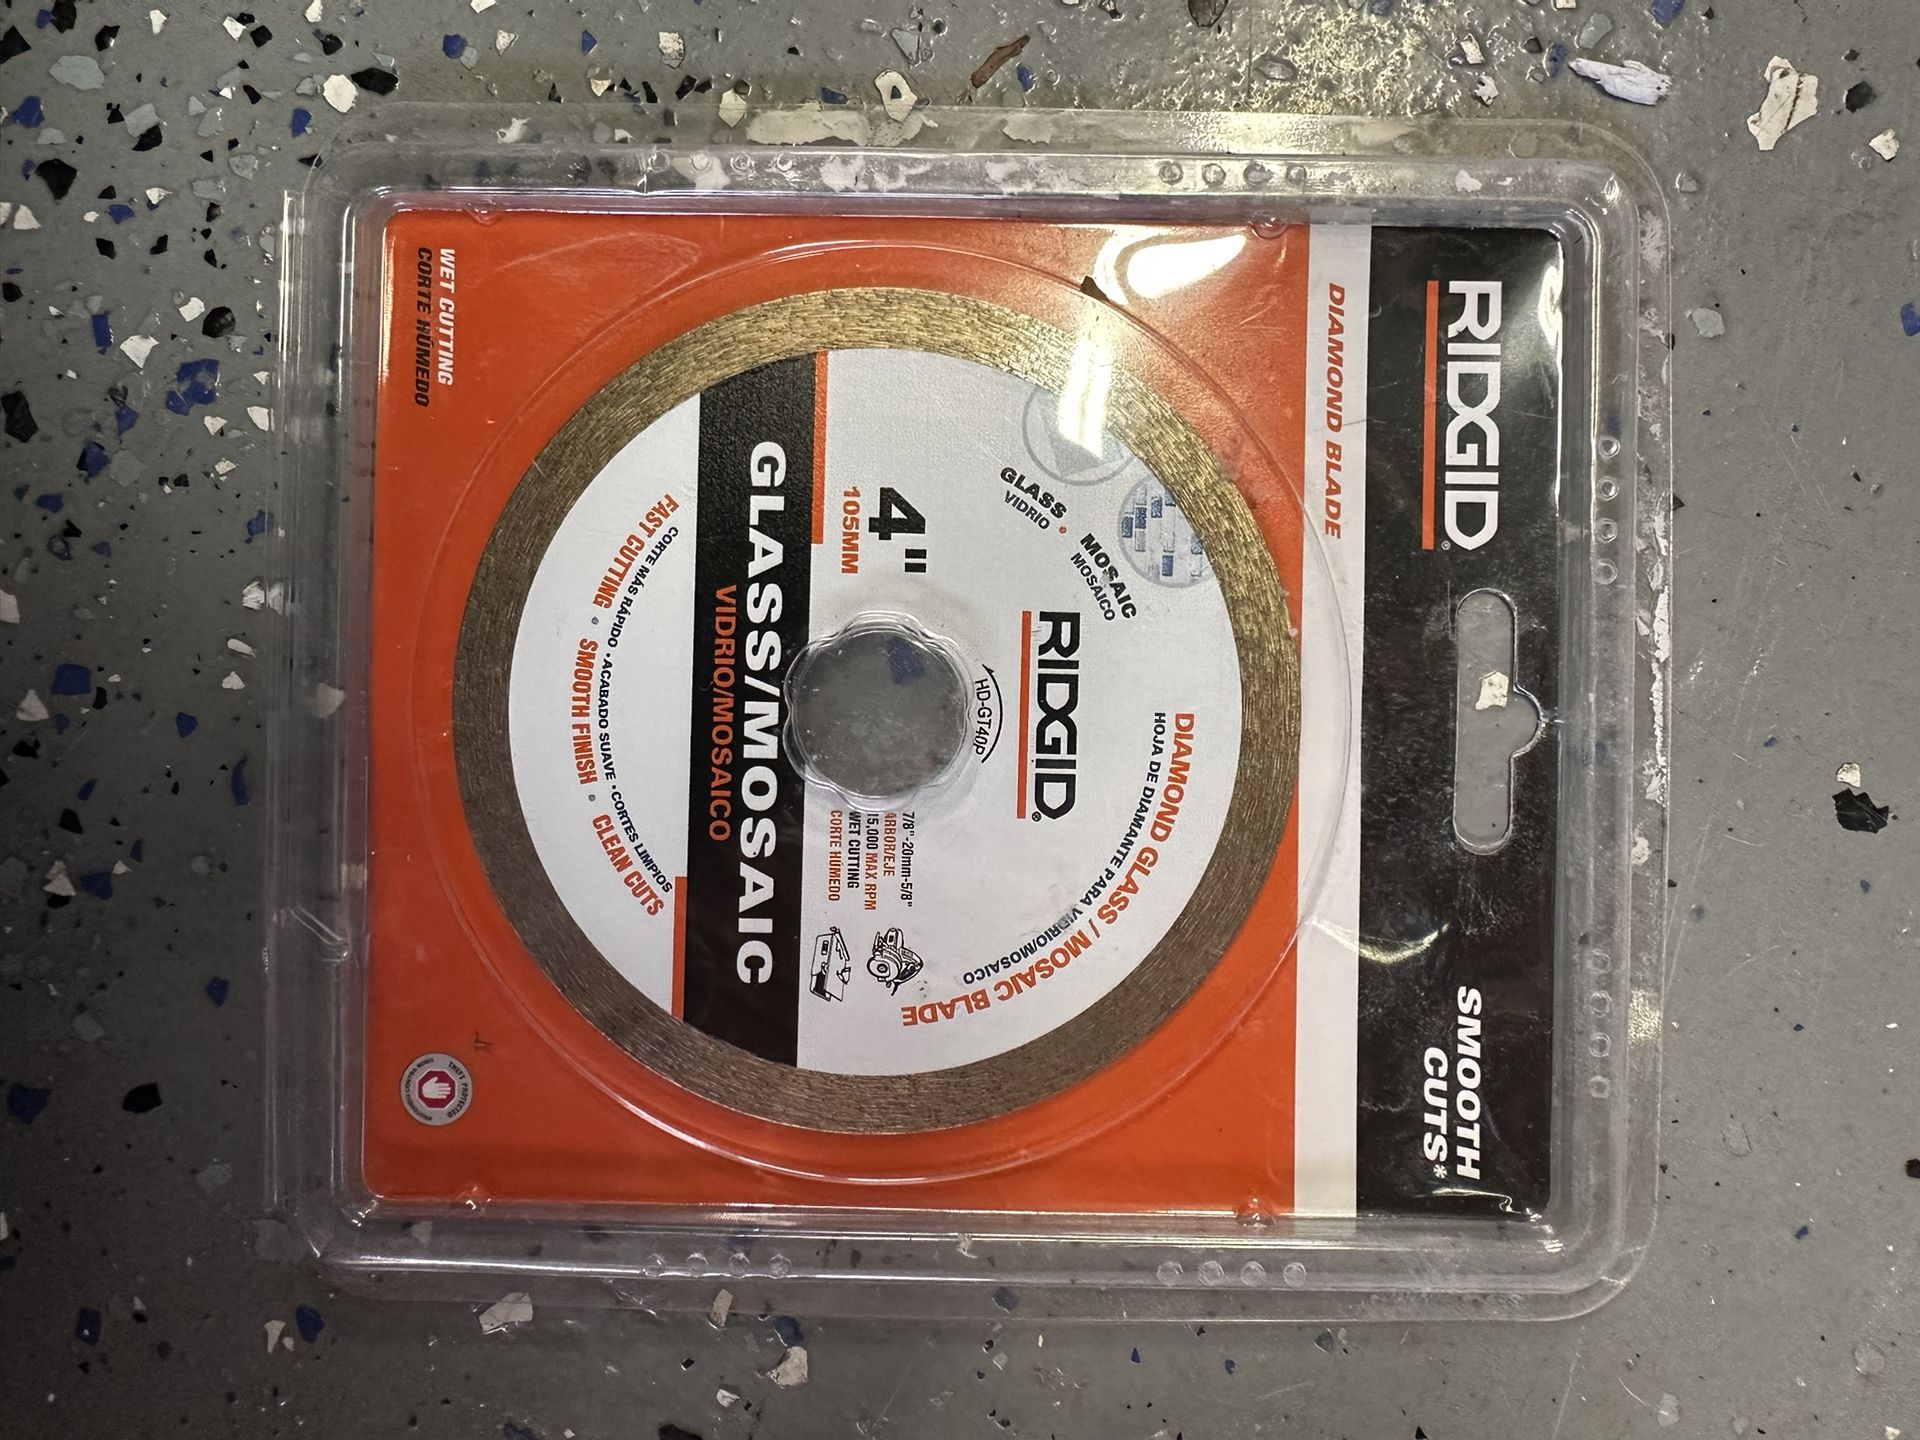 RIDGID®
SMOOTH
CUTS*
DIAMOND BLADE
DIAMOND GLASS / MOSAIC BLADE
HOJA DE DIAMANTE PARA VIDRIO/MOSAICO
GLASS • MOSAIC
VIDRIO MOSAICO
RIDGID®
HD-GT40P
4"
105MM
7/8"-20mm-5/8"
ARBOR/EJE
15,000 MAX RPM
WET CUTTING
CORTE HÚMEDO
GLASS/MOSAIC
VIDRIO/MOSAICO
CORTE MÁS RÁPIDO • ACABADO SUAVE • CORTES LIMPIOS
FAST CUTTING • SMOOTH FINISH • CLEAN CUTS
WET CUTTING
CORTE HÚMEDO
THEFT PROTECTED